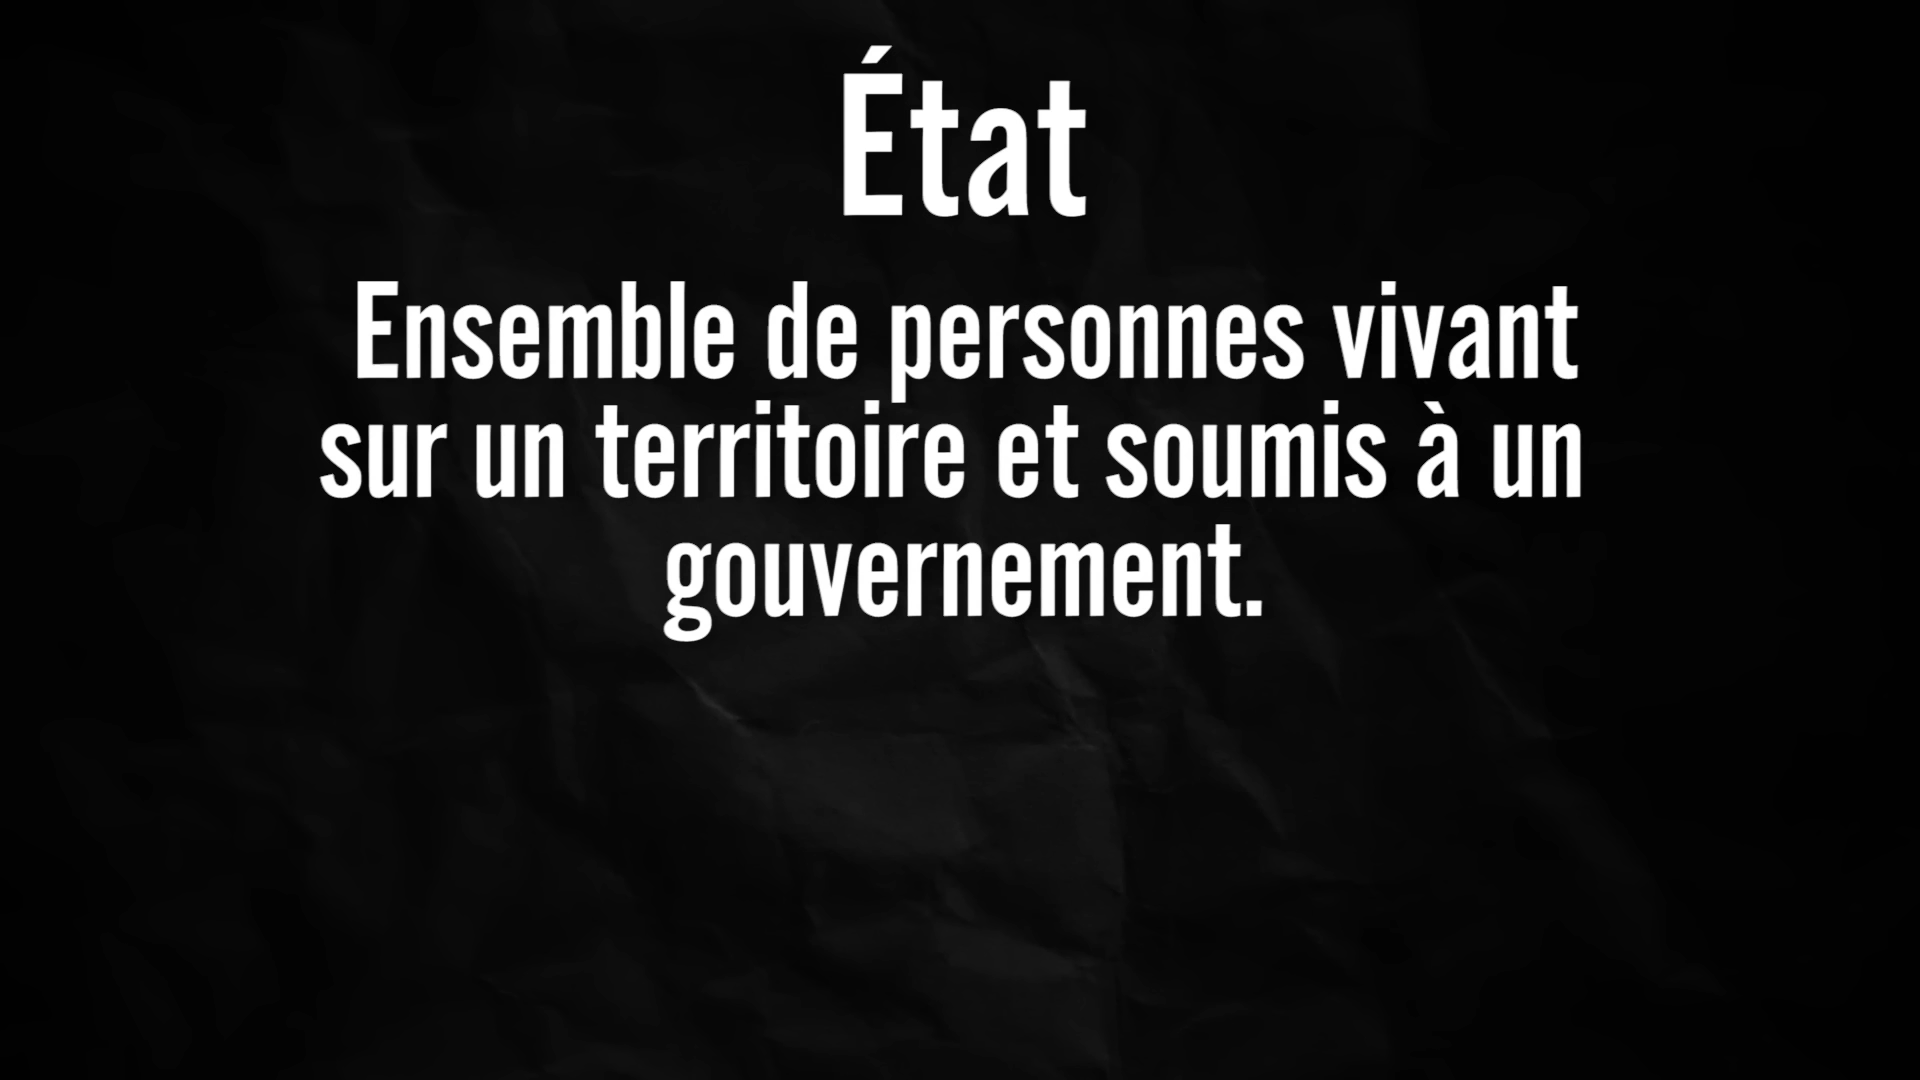 État
Ensemble de personnes vivant
sur un territoire et soumis à un
gouvernement.